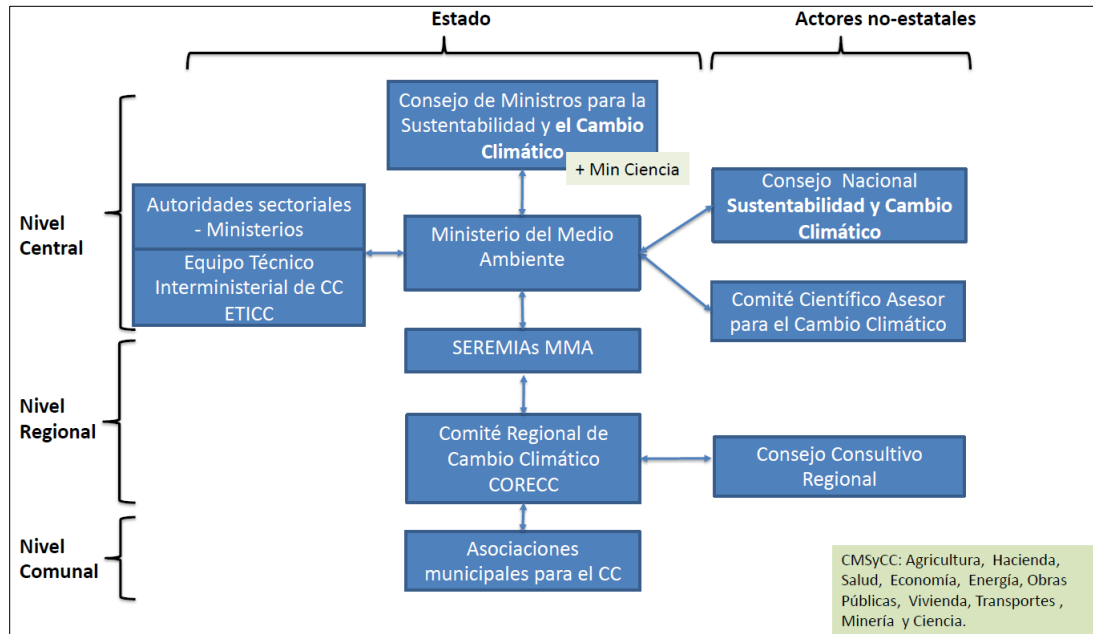 Estado
Actores no-estatales
Consejo de Ministros para la
Sustentabilidad y el Cambio
Climático
+ Min Ciencia
Nivel
Central
Autoridades sectoriales
- Ministerios
Equipo Técnico
Interministerial de CC
ETICC
Ministerio del Medio
Ambiente
Consejo Nacional
Sustentabilidad y Cambio
Climático
Comité Científico Asesor
para el Cambio Climático
Nivel
Regional
SEREMIAs MMA
Comité Regional de
Cambio Climático
CORECC
Consejo Consultivo
Regional
Nivel
Comunal
Asociaciones
municipales para el CC
CMSyCC: Agricultura, Hacienda,
Salud, Economía, Energía, Obras
Públicas, Vivienda, Transportes ,
Minería y Ciencia.